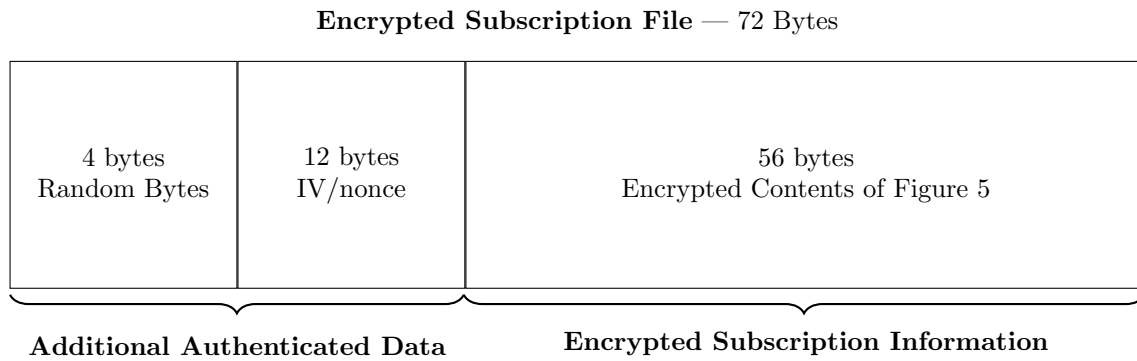 Encrypted Subscription File — 72 Bytes
4 bytes
Random Bytes
12 bytes
IV/nonce
56 bytes
Encrypted Contents of Figure 5
Additional Authenticated Data
Encrypted Subscription Information